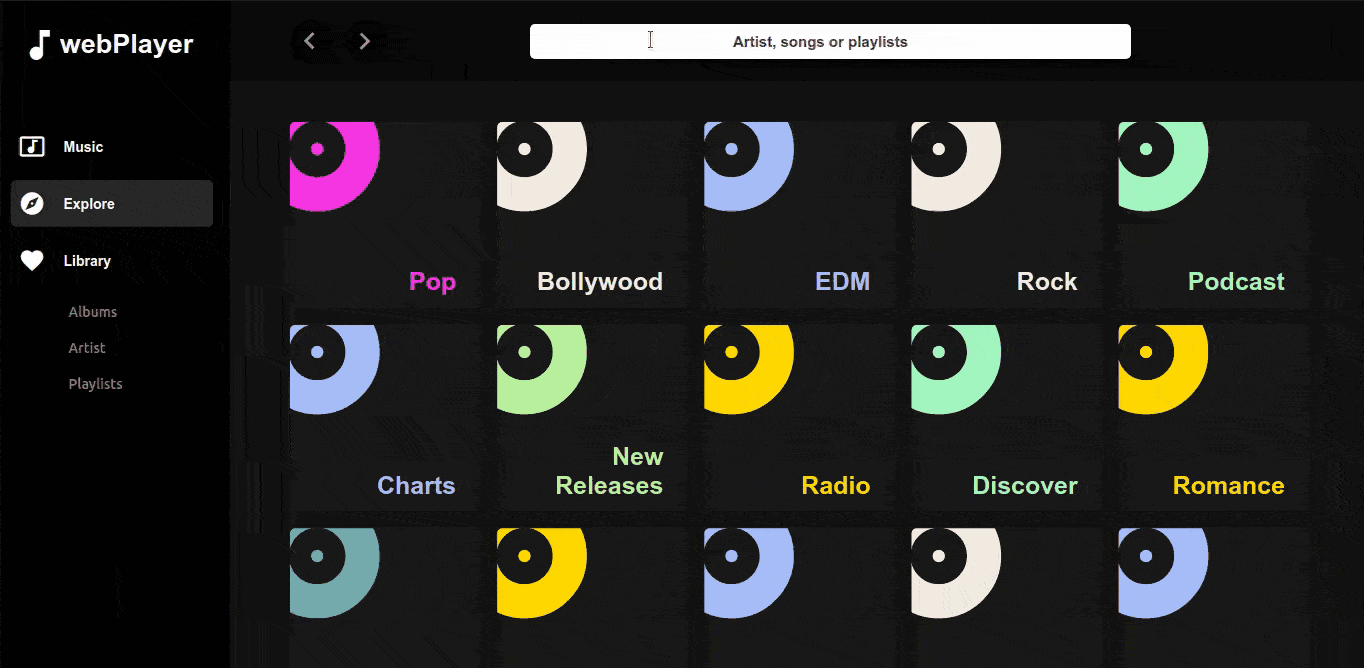 webPlayer
Artist, songs or playlists
Music
Explore
Library
Albums
Artist
Playlists
Pop
Bollywood
EDM
Rock
Podcast
Charts
New
Releases
Radio
Discover
Romance